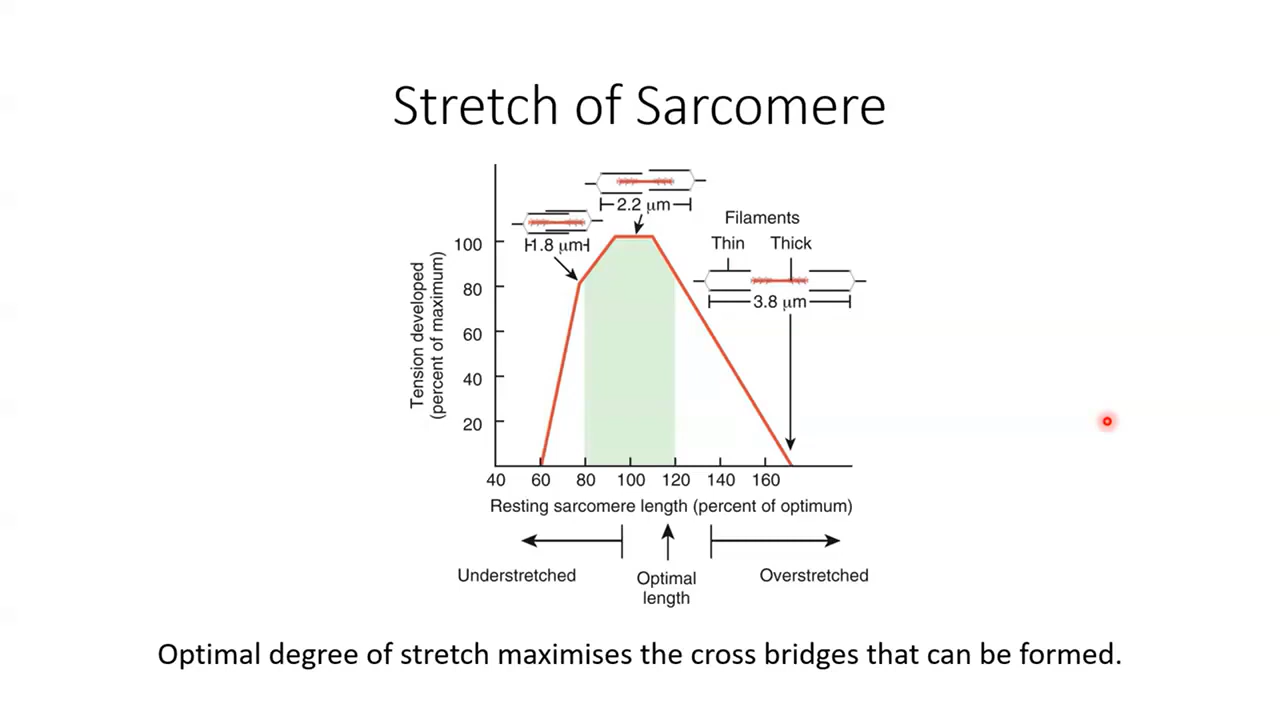 Stretch of Sarcomere
2.2 μm
1.8 μm
Filaments
Thin Thick
3.8 μm
Tension developed
(percent of maximum)
100
80
60
40
20
40 60 80 100 120 140 160
Resting sarcomere length (percent of optimum)
Understretched
Optimal
length
Overstretched
Optimal degree of stretch maximises the cross bridges that can be formed.